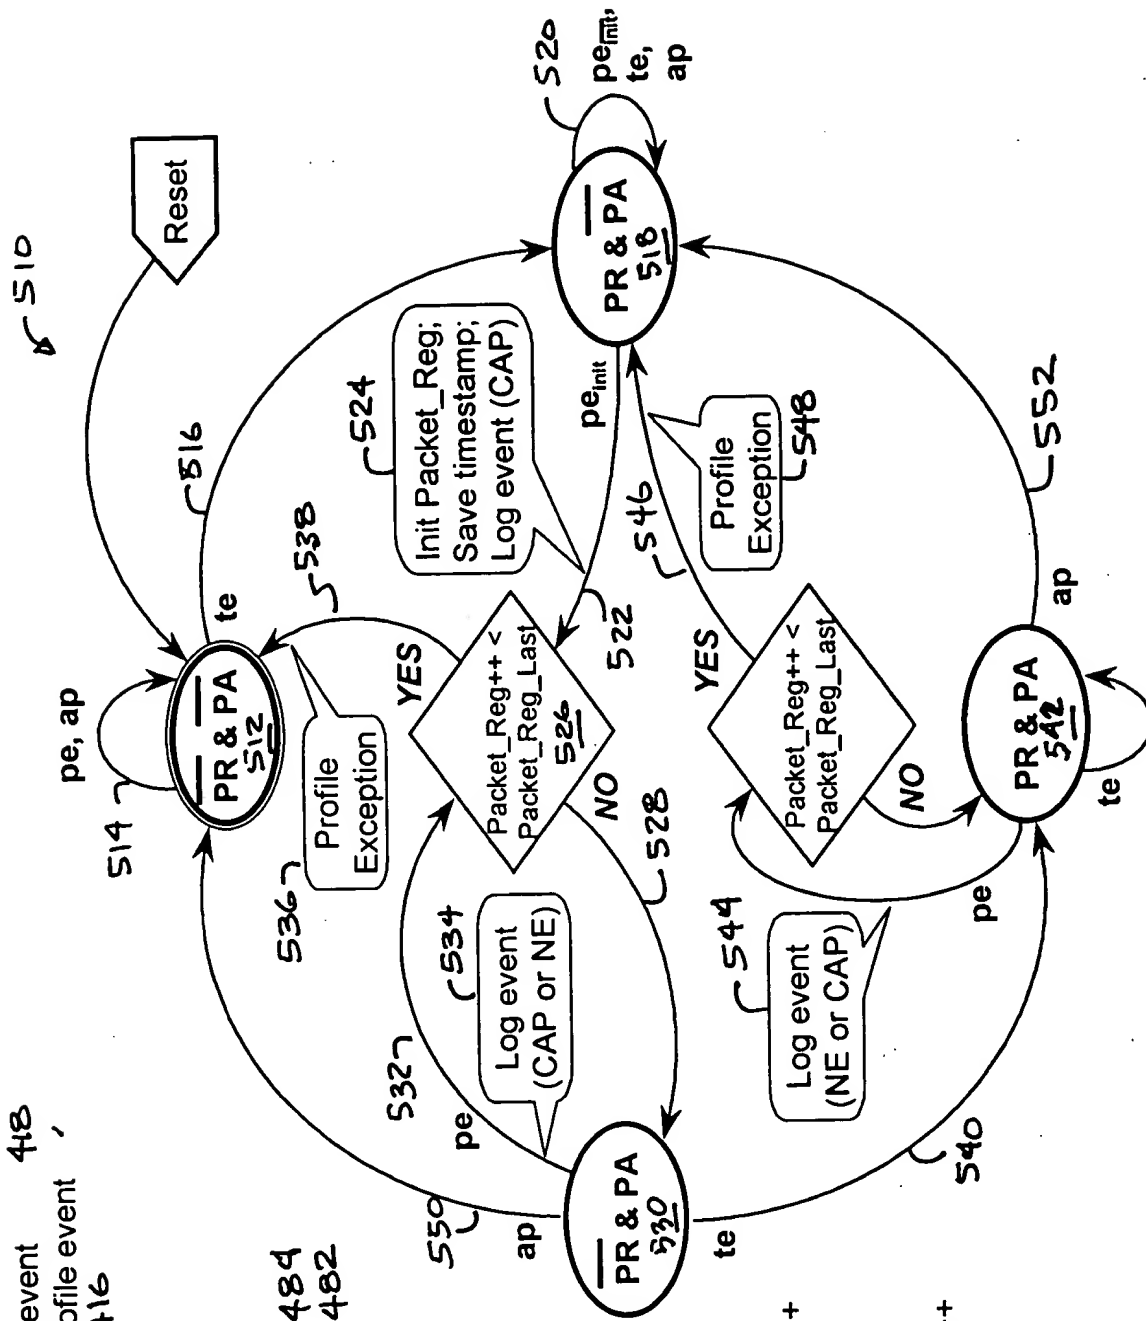 510
Reset
pe, ap
514
PR & PA
512
te
516
PR & PA
518
520
pe init,
te,
ap
Init Packet_Reg;
Save timestamp;
Log event (CAP)
524
pe init
522
538
Profile
Exception
536
YES
Packet_Reg++ <
Packet_Reg_Last
526
NO
528
532
534
Log event
(CAP or NE)
pe
550
ap
PR & PA
530
te
540
546
Profile
Exception
548
YES
Packet_Reg++ <
Packet_Reg_Last
NO
544
Log event
(NE or CAP)
pe
PR & PA
542
te
ap
552
event 418
ofile event
416
484
482
+
+